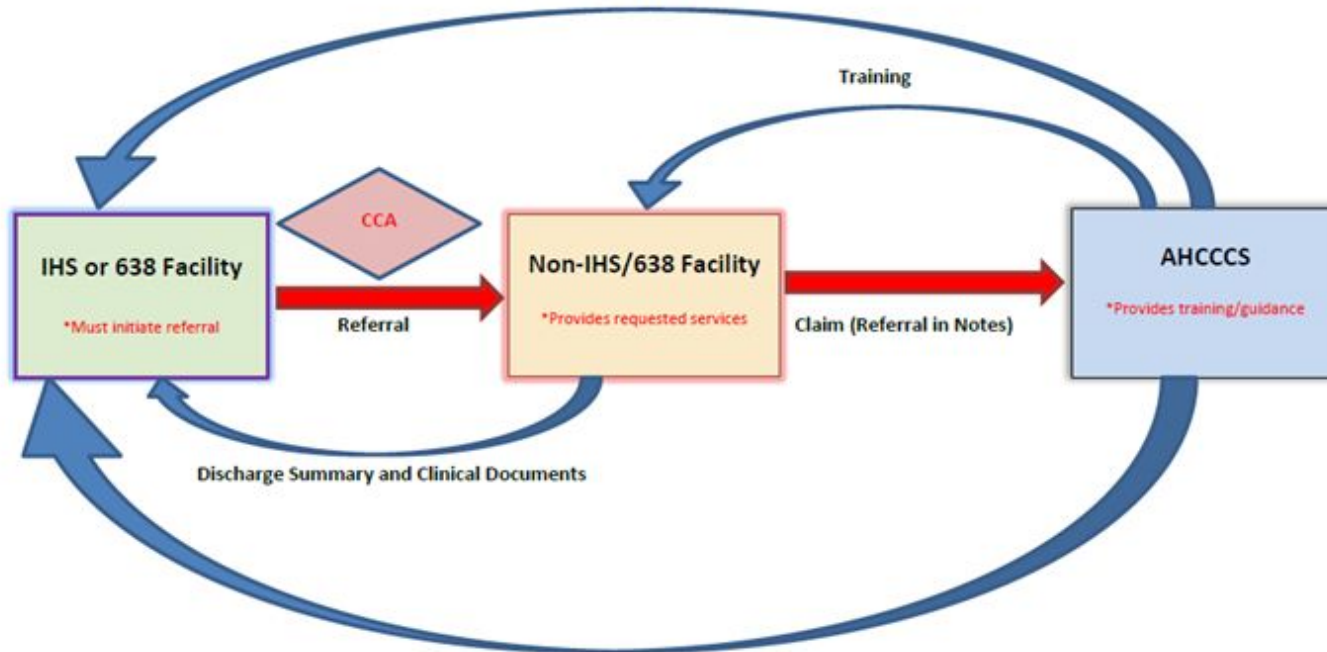 Training
CCA
IHS or 638 Facility
*Must initiate referral
Referral
Non-IHS/638 Facility
*Provides requested services
Claim (Referral in Notes)
AHCCCS
*Provides training/guidance
Discharge Summary and Clinical Documents